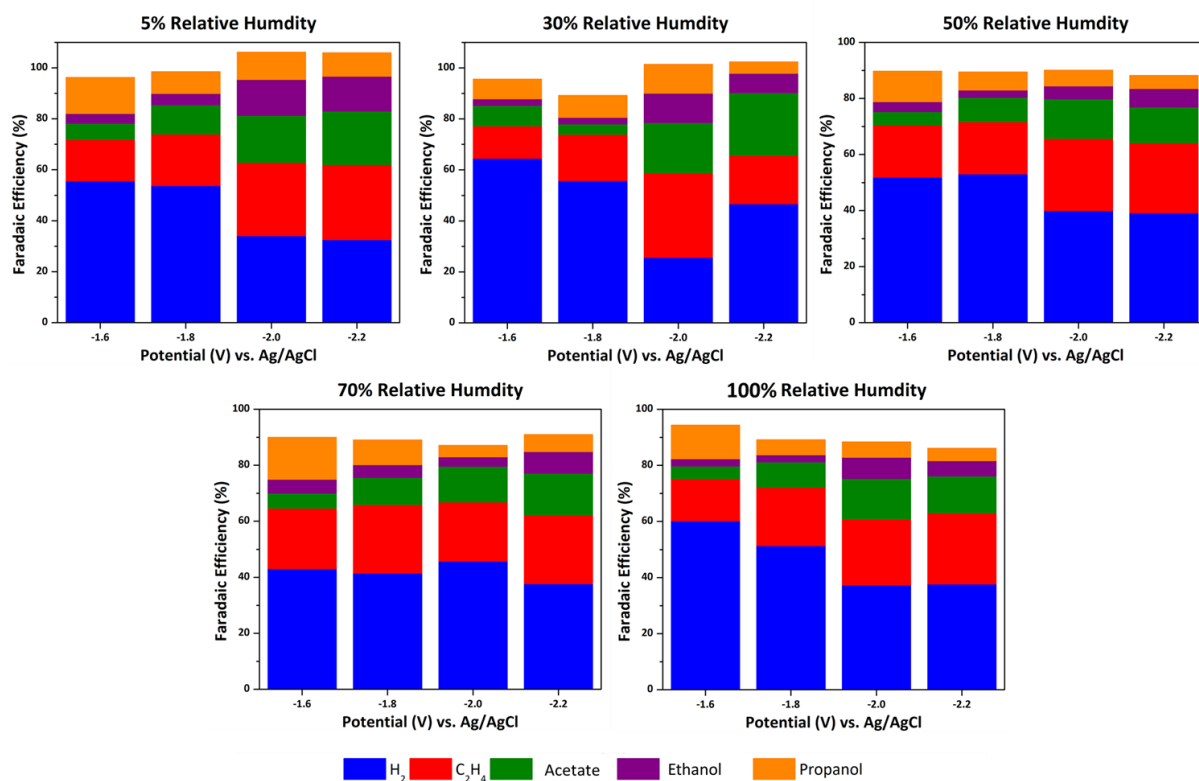 5% Relative Humidity
Faradaic Efficiency (%)
100
80
60
40
20
0
-1.6 -1.8 -2.0 -2.2
Potential (V) vs. Ag/AgCl
30% Relative Humidity
Faradaic Efficiency (%)
100
80
60
40
20
0
-1.6 -1.8 -2.0 -2.2
Potential (V) vs. Ag/AgCl
50% Relative Humidity
Faradaic Efficiency (%)
100
80
60
40
20
0
-1.6 -1.8 -2.0 -2.2
Potential (V) vs. Ag/AgCl
70% Relative Humdity
Faradaic Efficiency (%)
100
80
60
40
20
0
-1.6 -1.8 -2.0 -2.2
Potential (V) vs. Ag/AgCl
100% Relative Humdity
Faradaic Efficiency (%)
100
80
60
40
20
0
-1.6 -1.8 -2.0 -2.2
Potential (V) vs. Ag/AgCl
H₂ C₂H₄ Acetate Ethanol Propanol